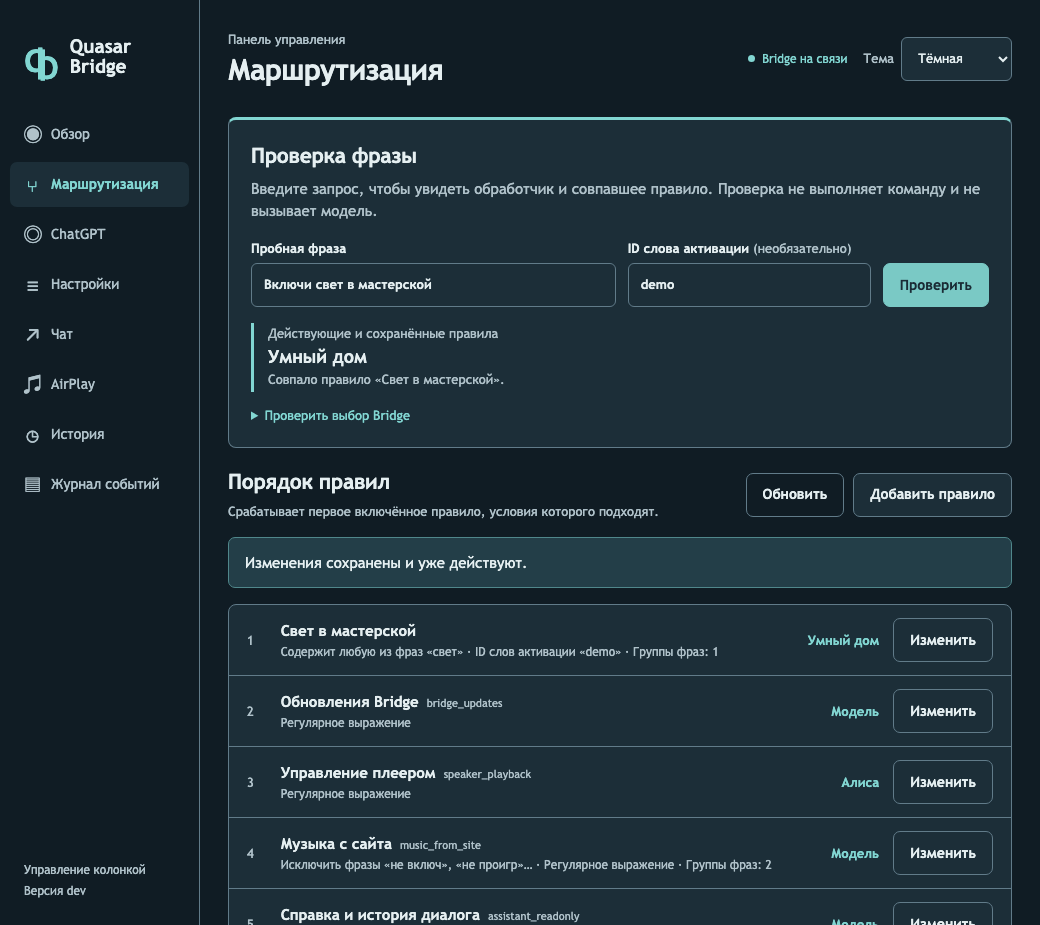 Quasar
Bridge
Обзор
Маршрутизация
ChatGPT
Настройки
Чат
AirPlay
История
Журнал событий
Управление колонкой
Версия dev
Панель управления
Маршрутизация
Bridge на связи
Тема
Тёмная
Проверка фразы
Введите запрос, чтобы увидеть обработчик и совпавшее правило. Проверка не выполняет команду и не
вызывает модель.
Пробная фраза
ID слова активации (необязательно)
Включи свет в мастерской
demo
Проверить
Действующие и сохранённые правила
Умный дом
Совпало правило «Свет в мастерской».
Проверить выбор Bridge
Порядок правил
Срабатывает первое включённое правило, условия которого подходят.
Обновить
Добавить правило
Изменения сохранены и уже действуют.
1
Свет в мастерской
Содержит любую из фраз «свет» · ID слов активации «demo» · Группы фраз: 1
Умный дом
Изменить
2
Обновления Bridge bridge_updates
Регулярное выражение
Модель
Изменить
3
Управление плеером speaker_playback
Регулярное выражение
Алиса
Изменить
4
Музыка с сайта music_from_site
Исключить фразы «не включ», «не проигр»… · Регулярное выражение · Группы фраз: 2
Модель
Изменить
5
Справка и история диалога assistant_readonly
Модель
Изменить